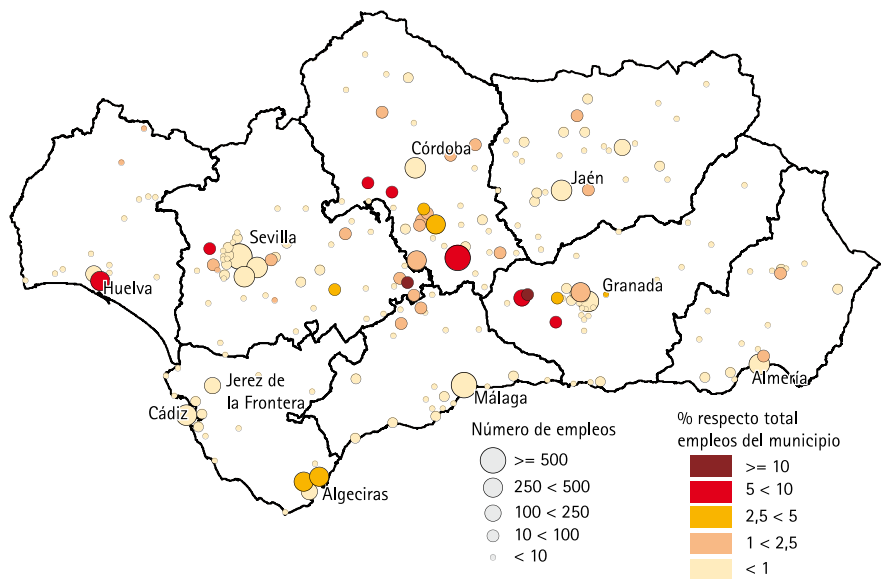 Córdoba
Jaén
Sevilla
Huelva
Granada
Jerez de
la Frontera
Cádiz
Málaga
Almería
Algeciras
Número de empleos
>= 500
250 < 500
100 < 250
10 < 100
< 10
% respecto total
empleos del municipio
>= 10
5 < 10
2,5 < 5
1 < 2,5
< 1